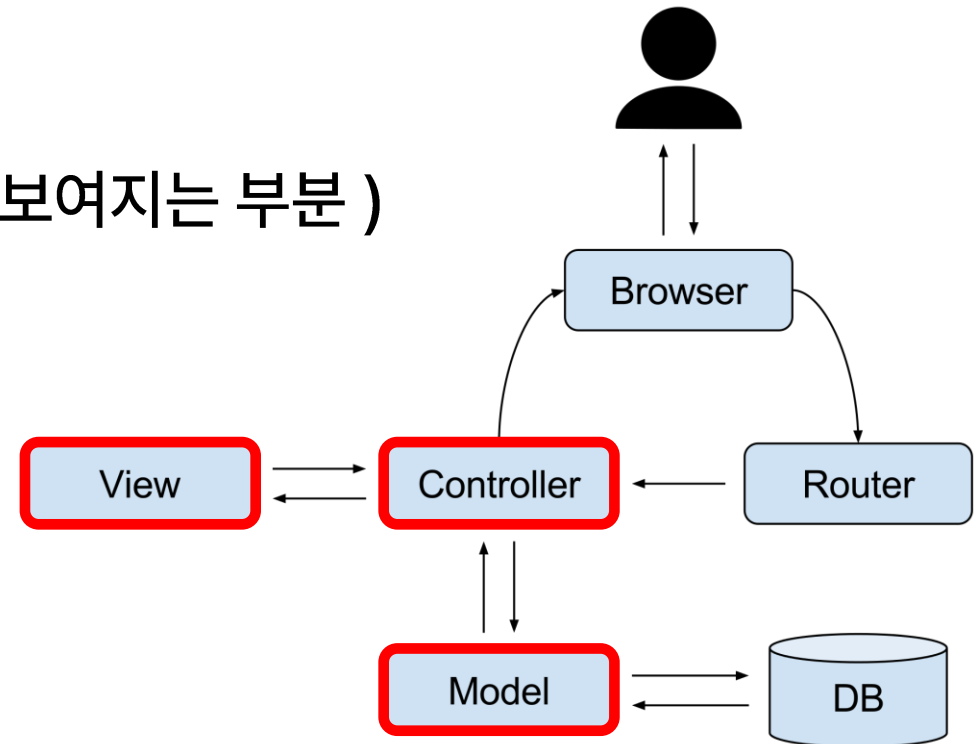 보여지는 부분 )
Browser
View
Controller
Router
Model
DB